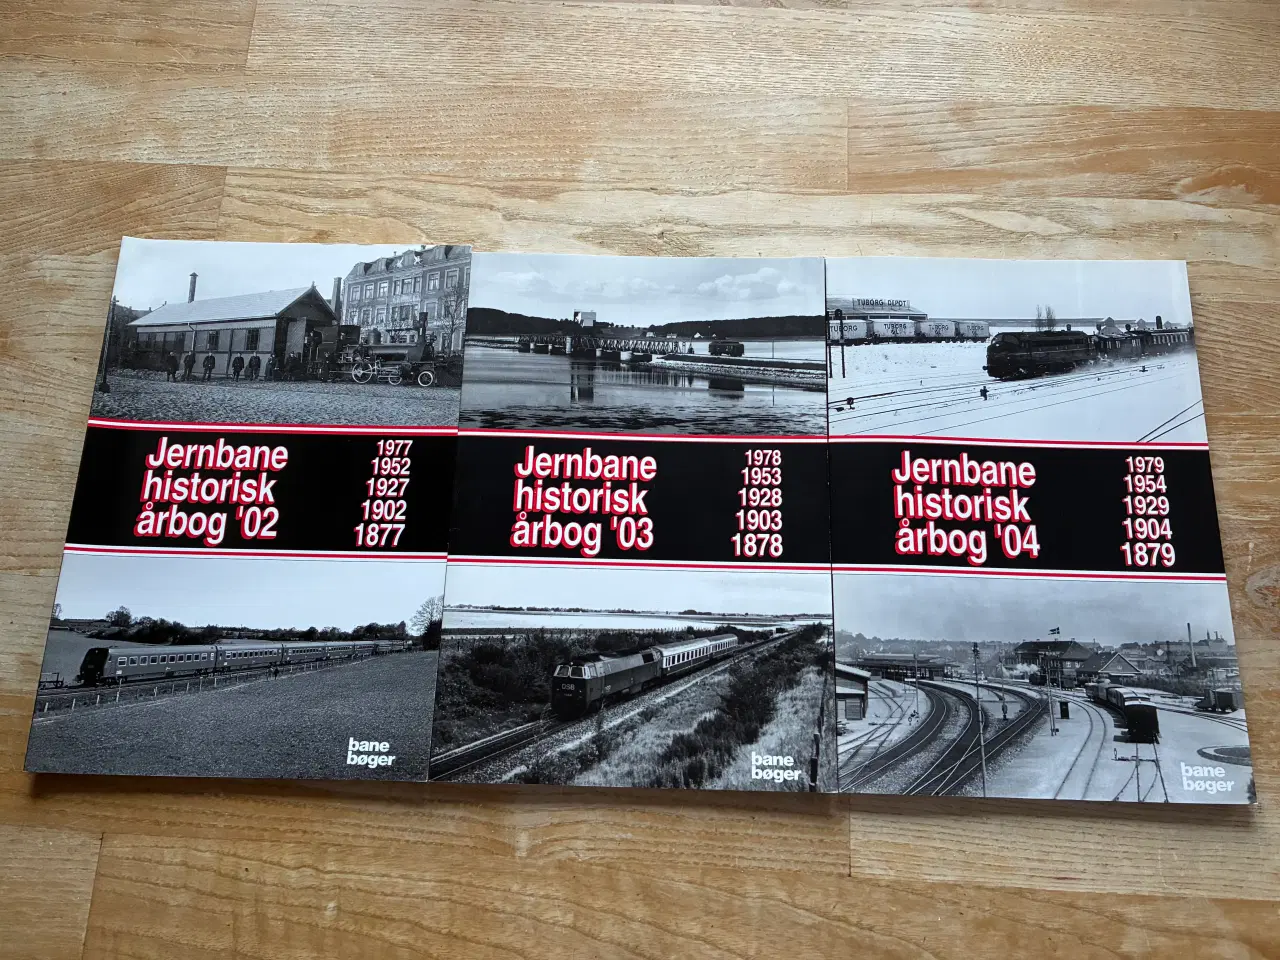 Jernbane
historisk
årbog '02
1977
1952
1927
1902
1877
bane
bøger
Jernbane
historisk
årbog '03
1978
1953
1928
1903
1878
DSB
bane
bøger
TUBORG DEPOT
TUBORG
TUBORG
TUBORG
Jernbane
historisk
årbog '04
1979
1954
1929
1904
1879
bane
bøger